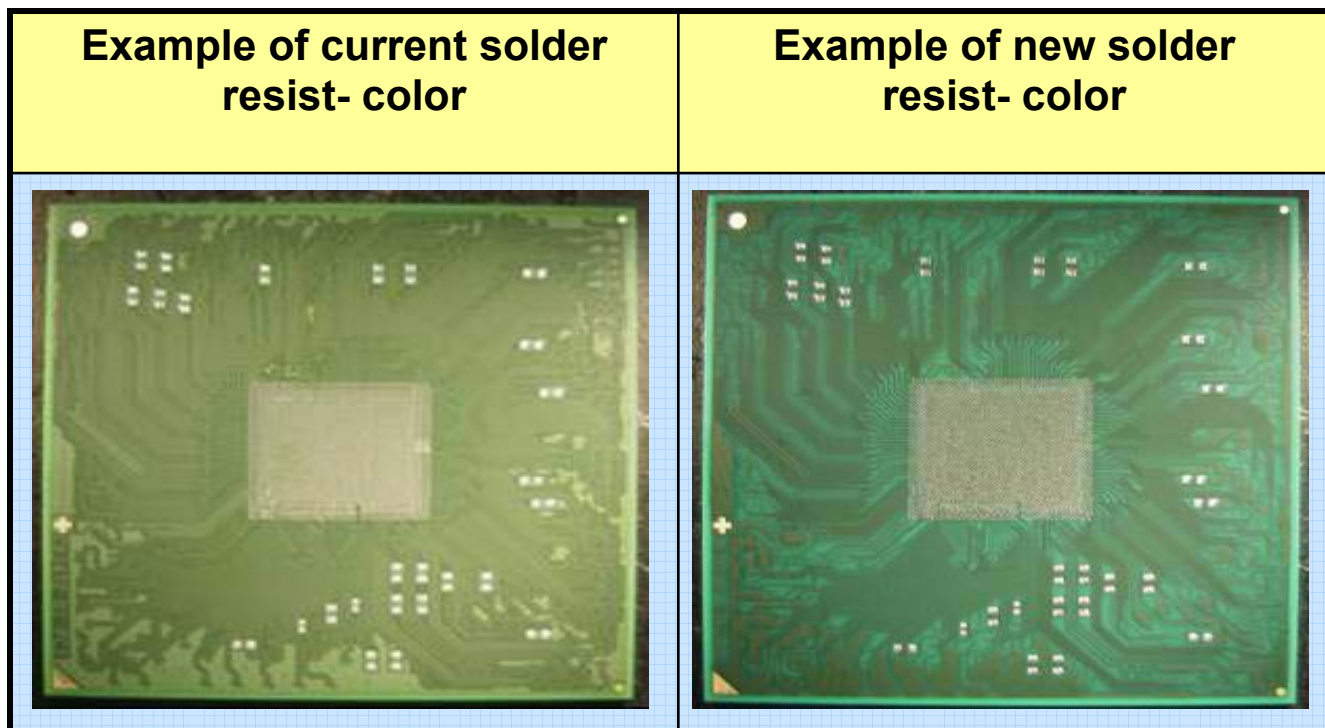 Example of current solder
resist- color
Example of new solder
resist- color